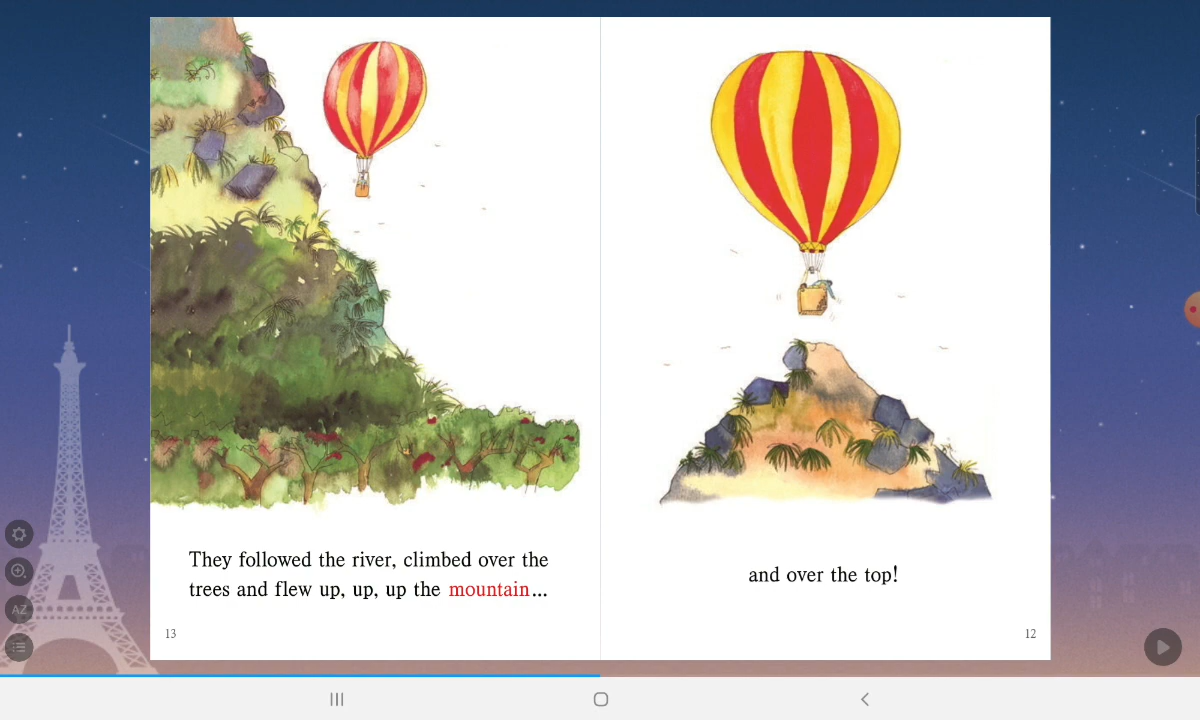 They followed the river, climbed over the
trees and flew up, up, up the mountain...
13
and over the top!
12
AZ